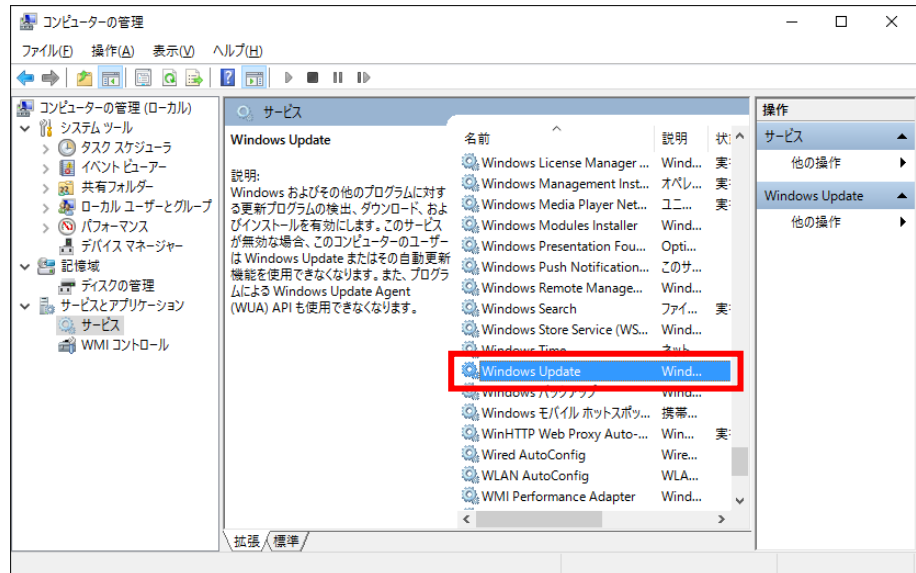 コンピューターの管理
ファイル(F) 操作(A) 表示(V) ヘルプ(H)
コンピューターの管理 (ローカル)
システム ツール
タスク スケジューラ
イベント ビューアー
共有フォルダー
ローカル ユーザーとグループ
パフォーマンス
デバイス マネージャー
記憶域
ディスクの管理
サービスとアプリケーション
サービス
WMI コントロール
サービス
Windows Update
説明:
Windows およびその他のプログラムに対す
る更新プログラムの検出、ダウンロード、およ
びインストールを有効にします。このサービス
が無効な場合、このコンピューターのユーザー
は Windows Update またはその自動更新
機能を使用できなくなります。また、プログラ
ムによる Windows Update Agent
(WUA) API も使用できなくなります。
名前 説明
Windows License Manager ... Wind... 実
Windows Management Inst... オペレ... 実
Windows Media Player Net... ユニ... 実
Windows Modules Installer Wind...
Windows Presentation Fou... Opti...
Windows Push Notification... このサ...
Windows Remote Manage... Wind...
Windows Search ファイ... 実
Windows Store Service (WS... Wind...
Windows Time ネット...
Windows Update Wind...
Windows バックアップ Wind...
Windows モバイル ホットスポッ... 携帯...
WinHTTP Web Proxy Auto-... Win... 実
Wired AutoConfig Wire...
WLAN AutoConfig WLA...
WMI Performance Adapter Wind...
拡張 標準
操作
サービス
他の操作
Windows Update
他の操作